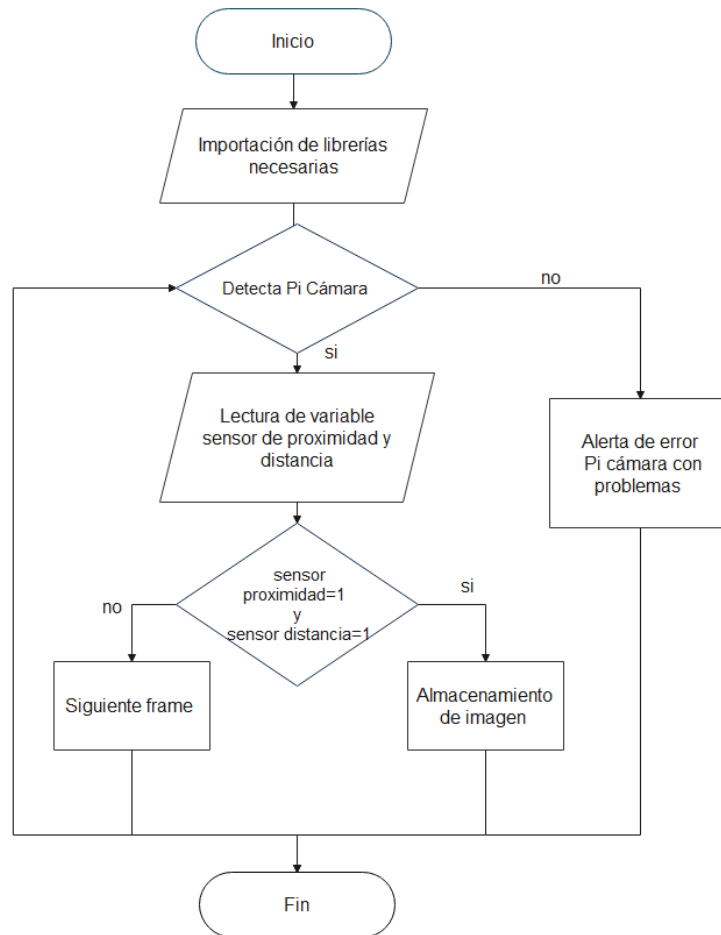 Inicio
Importación de librerías
necesarias
Detecta Pi Cámara
no
si
Lectura de variable
sensor de proximidad y
distancia
Alerta de error
Pi cámara con
problemas
sensor
proximidad=1
y
sensor distancia=1
no
si
Siguiente frame
Almacenamiento
de imagen
Fin